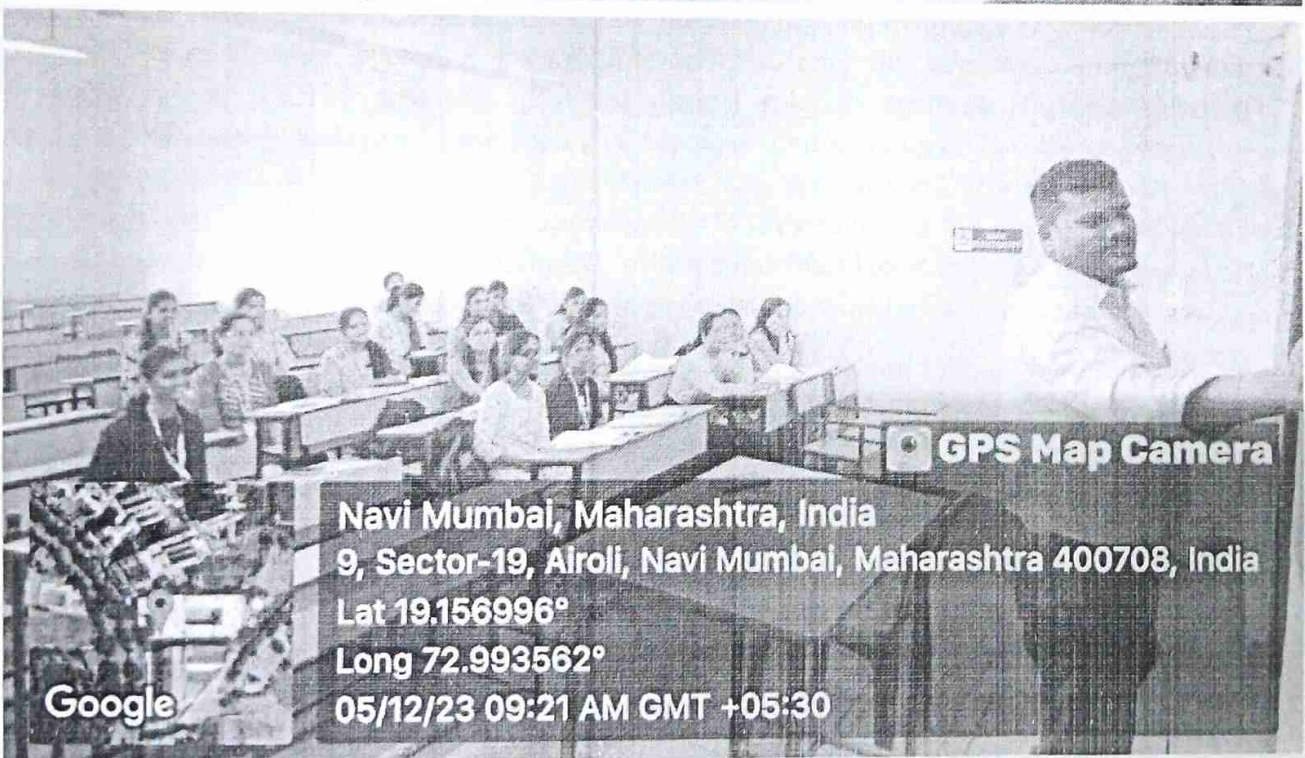 GPS Map Camera
Navi Mumbai, Maharashtra, India
9, Sector-19, Airoli, Navi Mumbai, Maharashtra 400708, India
Lat 19.156996°
Long 72.993562°
05/12/23 09:21 AM GMT +05:30
Google